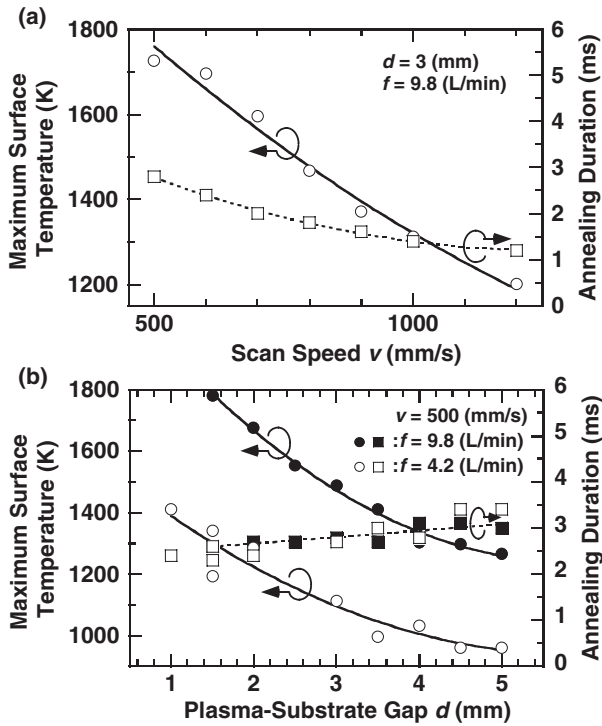 (a)
1800
1600
1400
1200
Maximum Surface
Temperature (K)
d = 3 (mm)
f = 9.8 (L/min)
6
5
4
3
2
1
0
Annealing Duration (ms)
500
1000
Scan Speed v (mm/s)
(b)
1800
1600
1400
1200
1000
Maximum Surface
Temperature (K)
v = 500 (mm/s)
:f = 9.8 (L/min)
:f = 4.2 (L/min)
6
5
4
3
2
1
0
Annealing Duration (ms)
1
2
3
4
5
Plasma-Substrate Gap d (mm)